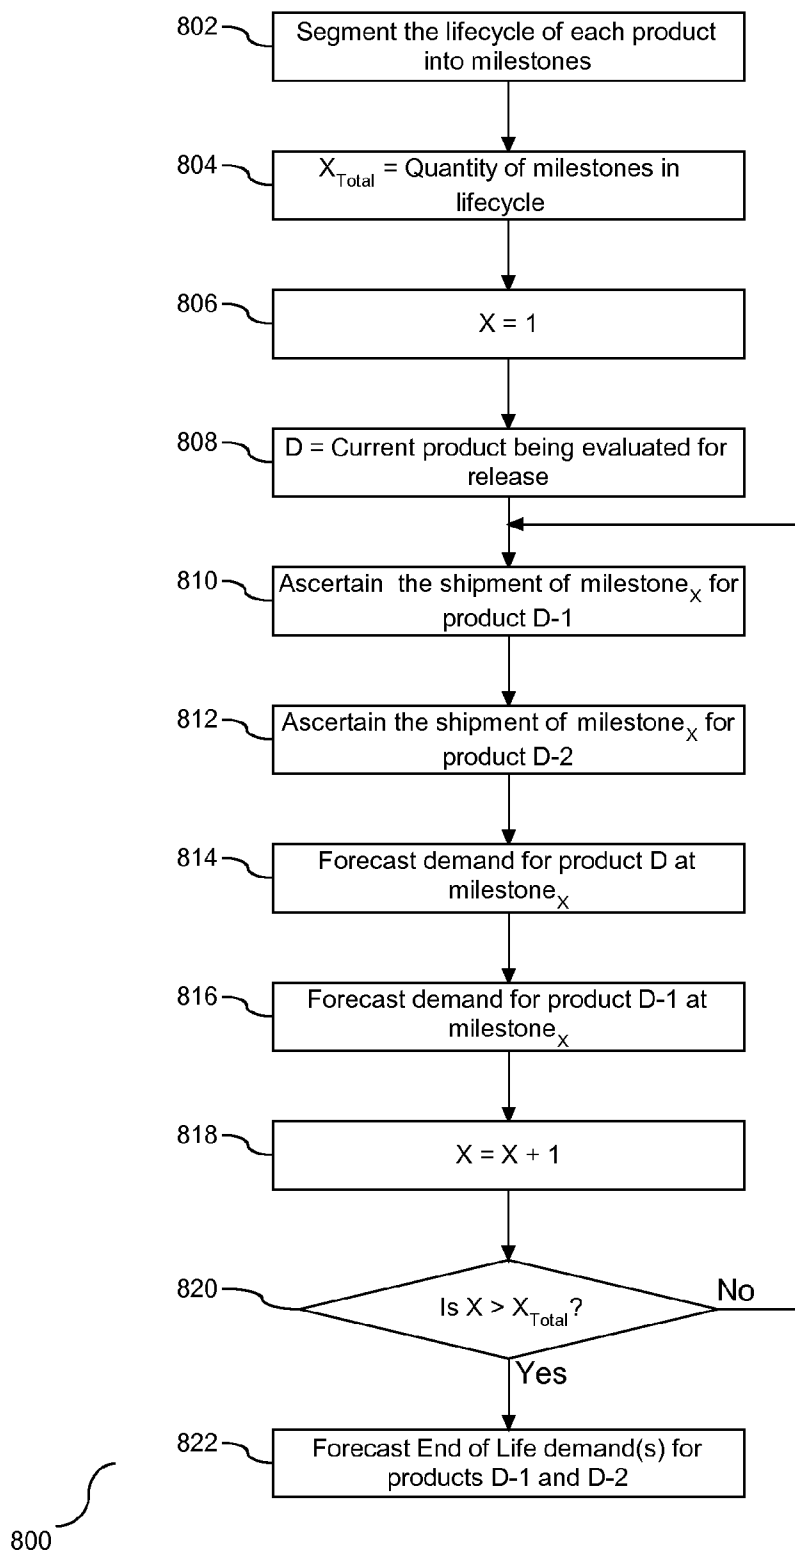 802
Segment the lifecycle of each product
into milestones
804
X_Total = Quantity of milestones in
lifecycle
806
X = 1
808
D = Current product being evaluated for
release
810
Ascertain the shipment of milestone_X for
product D-1
812
Ascertain the shipment of milestone_X for
product D-2
814
Forecast demand for product D at
milestone_X
816
Forecast demand for product D-1 at
milestone_X
818
X = X + 1
820
Is X > X_Total?
No
Yes
822
Forecast End of Life demand(s) for
products D-1 and D-2
800